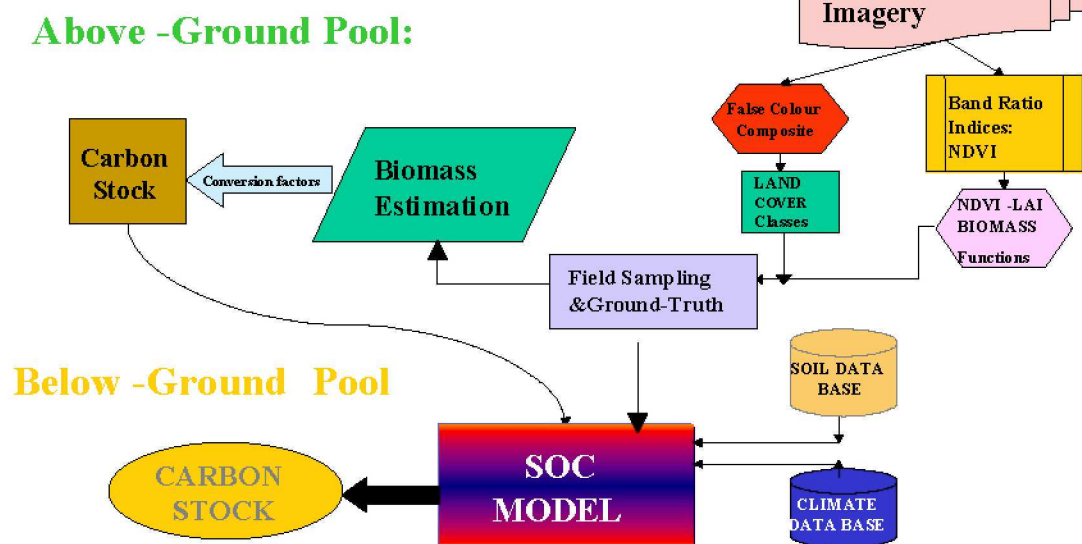 Above -Ground Pool:
Imagery
False Colour
Composite
Band Ratio
Indices:
NDVI
Carbon
Stock
Conversion factors
Biomass
Estimation
LAND
COVER
Classes
NDVI -LAI
BIOMASS
Functions
Field Sampling
&Ground-Truth
SOIL DATA
BASE
Below -Ground Pool
SOC
MODEL
CARBON
STOCK
CLIMATE
DATA BASE